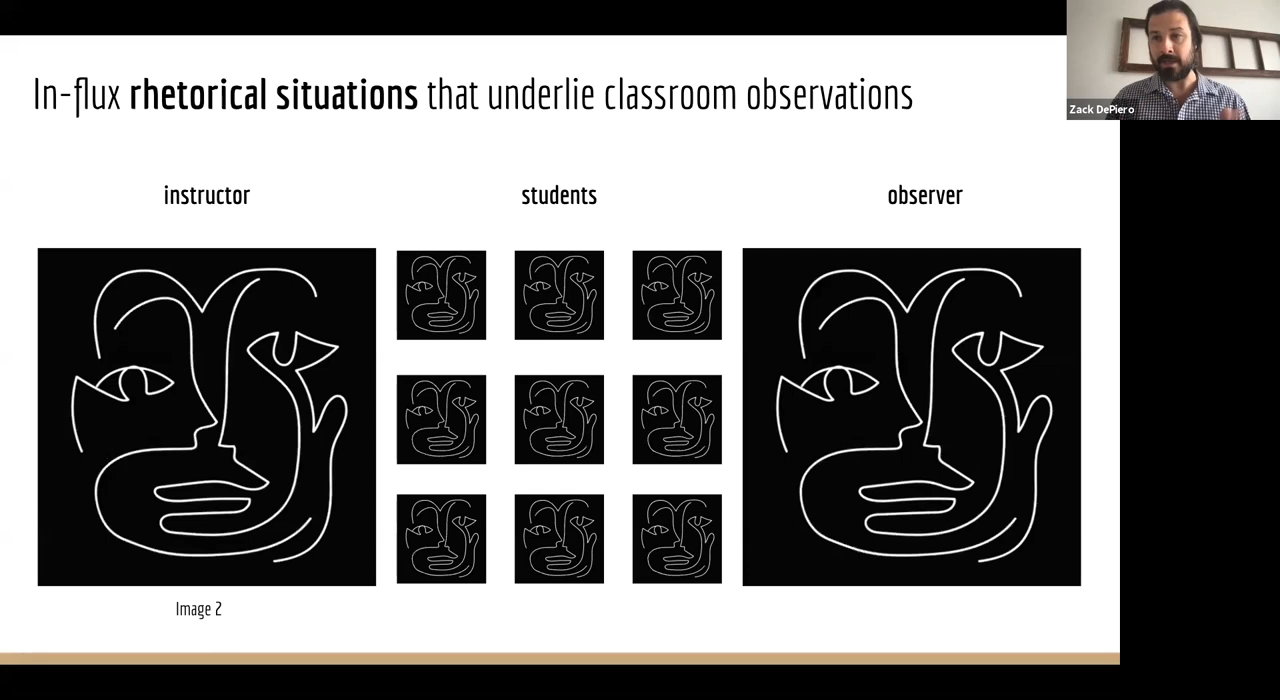 In-flux rhetorical situations that underlie classroom observations
Zack DePiero
instructor
students
observer
Image 2